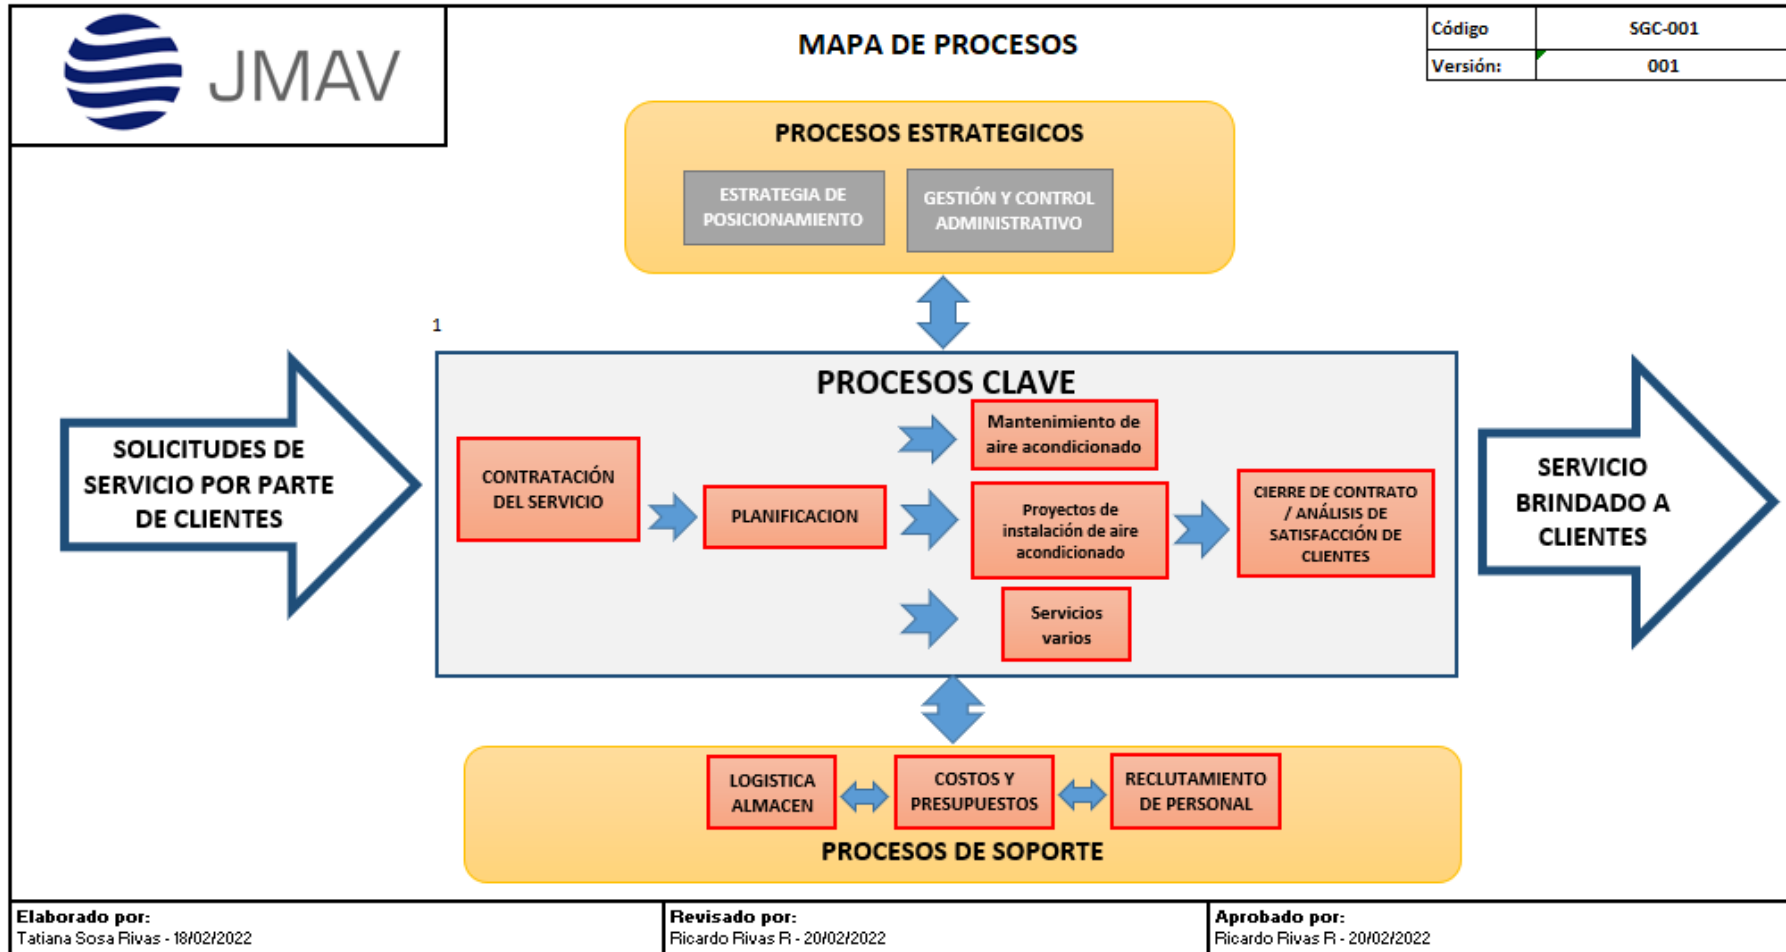 JMAV
MAPA DE PROCESOS
Código SGC-001
Versión: 001
PROCESOS ESTRATEGICOS
ESTRATEGIA DE
POSICIONAMIENTO
GESTIÓN Y CONTROL
ADMINISTRATIVO
1
SOLICITUDES DE
SERVICIO POR PARTE
DE CLIENTES
PROCESOS CLAVE
CONTRATACIÓN
DEL SERVICIO
PLANIFICACION
Mantenimiento de
aire acondicionado
Proyectos de
instalación de aire
acondicionado
Servicios
varios
CIERRE DE CONTRATO
/ ANÁLISIS DE
SATISFACCIÓN DE
CLIENTES
SERVICIO
BRINDADO A
CLIENTES
LOGISTICA
ALMACEN
COSTOS Y
PRESUPUESTOS
RECLUTAMIENTO
DE PERSONAL
PROCESOS DE SOPORTE
Elaborado por:
Tatiana Sosa Rivas - 18/02/2022
Revisado por:
Ricardo Rivas R - 20/02/2022
Aprobado por:
Ricardo Rivas R - 20/02/2022